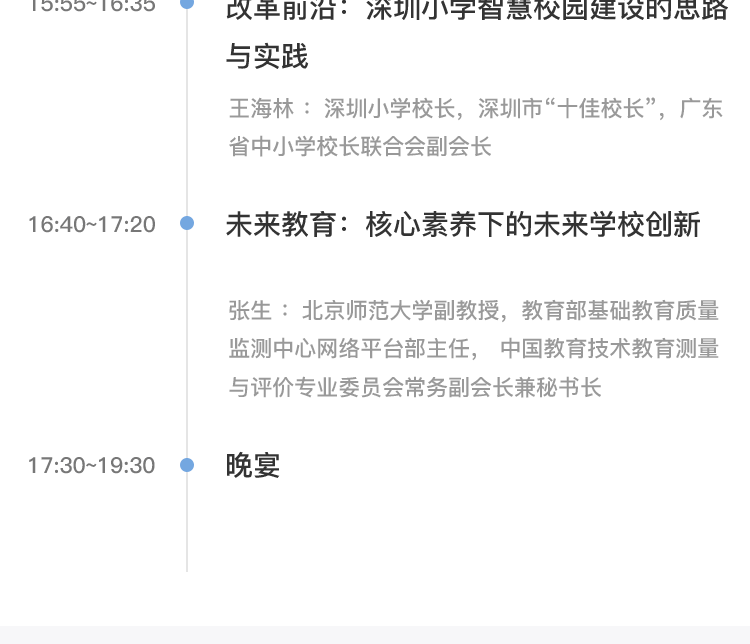 15:55~16:35
改革前沿：深圳小学智慧校园建设的思路
与实践
王海林 ：深圳小学校长，深圳市“十佳校长”，广东
省中小学校长联合会副会长
16:40~17:20
未来教育：核心素养下的未来学校创新
张生 ：北京师范大学副教授，教育部基础教育质量
监测中心网络平台部主任， 中国教育技术教育测量
与评价专业委员会常务副会长兼秘书长
17:30~19:30
晚宴